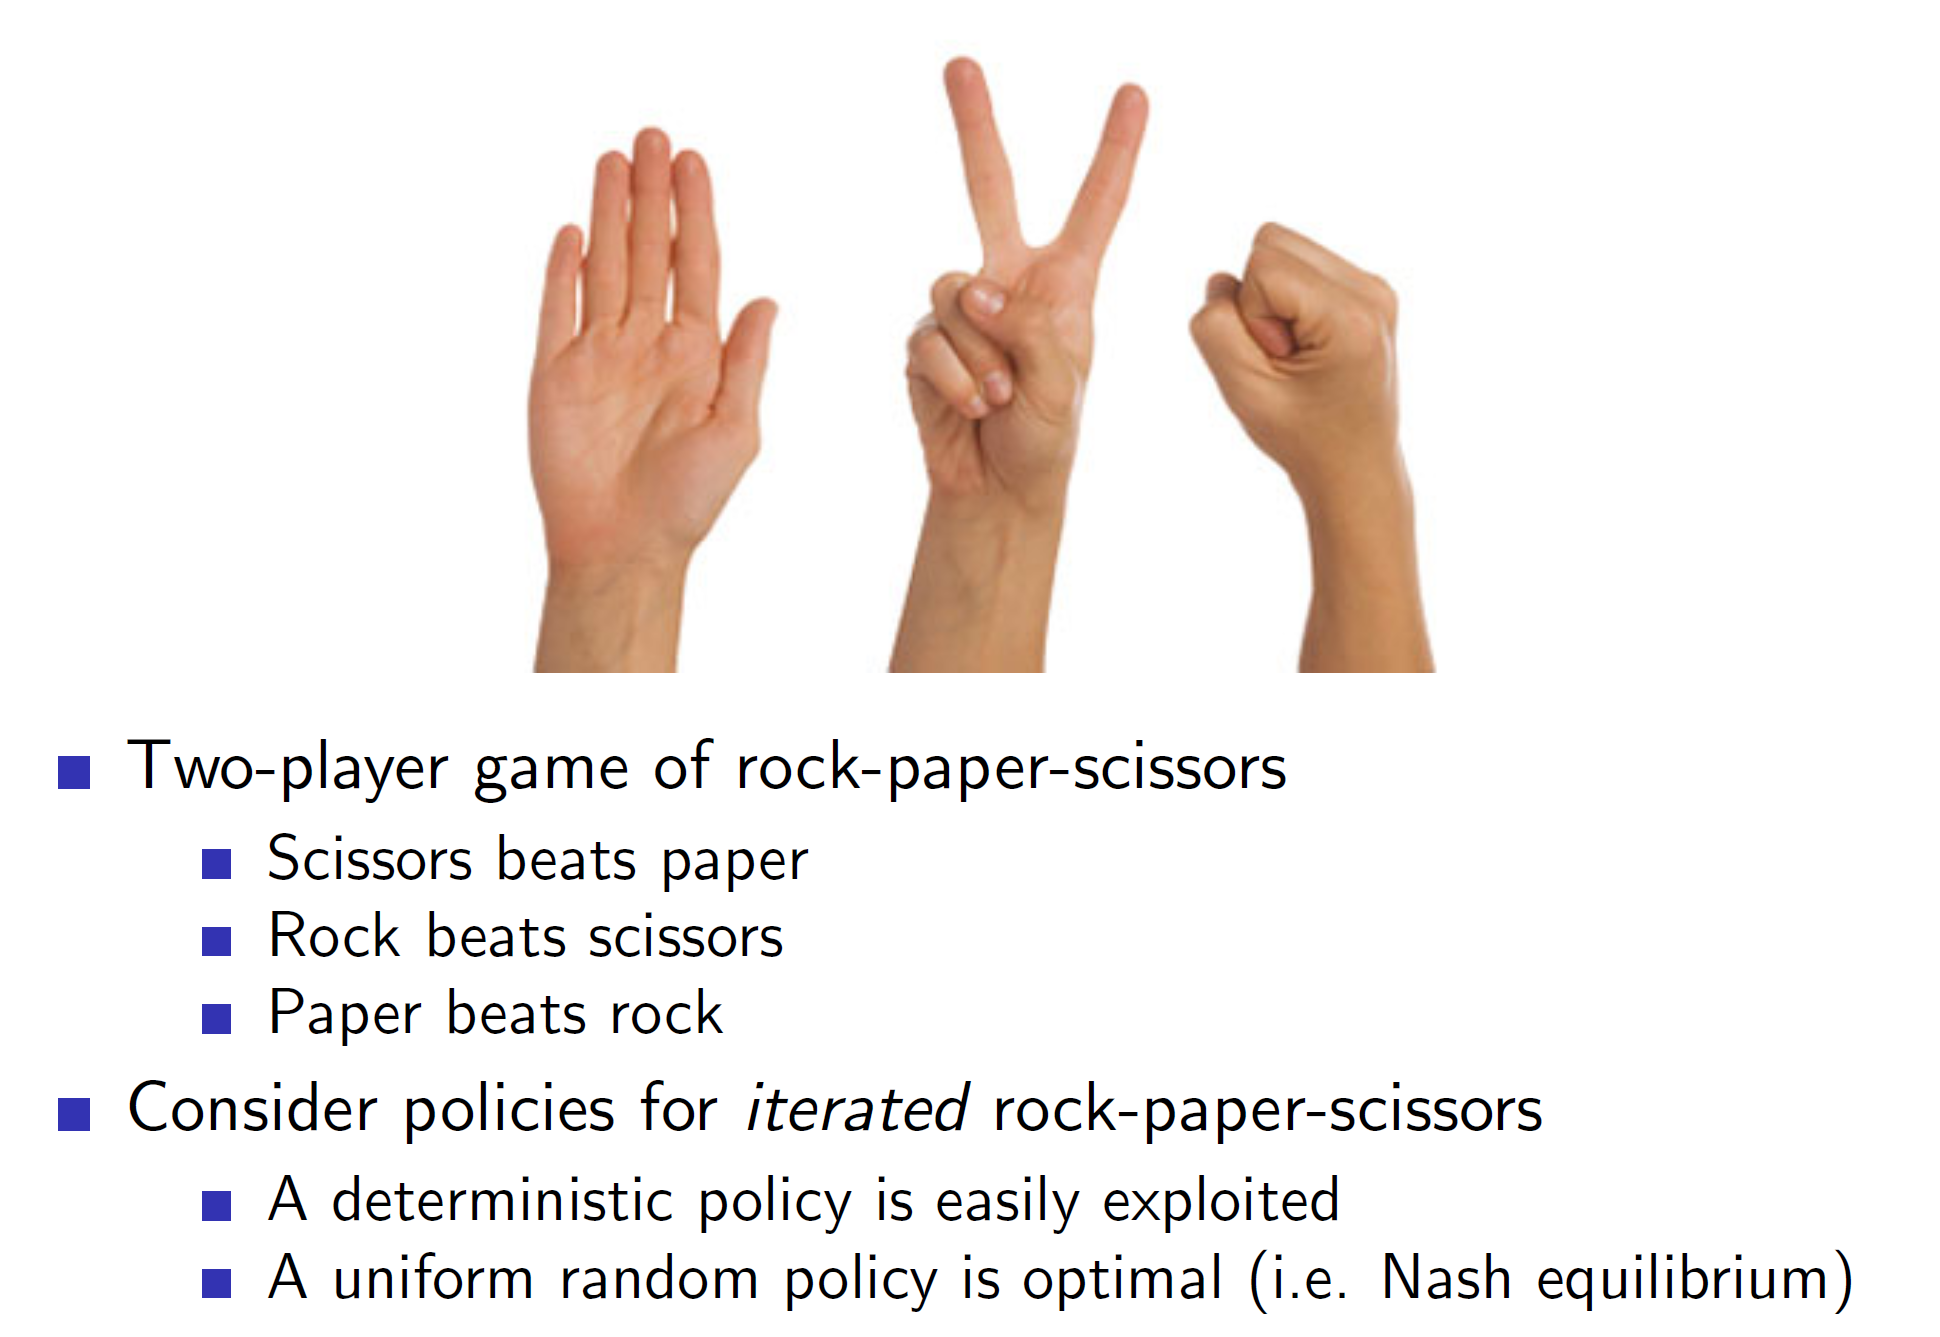 Two-player game of rock-paper-scissors
Scissors beats paper
Rock beats scissors
Paper beats rock
Consider policies for iterated rock-paper-scissors
A deterministic policy is easily exploited
A uniform random policy is optimal (i.e. Nash equilibrium)